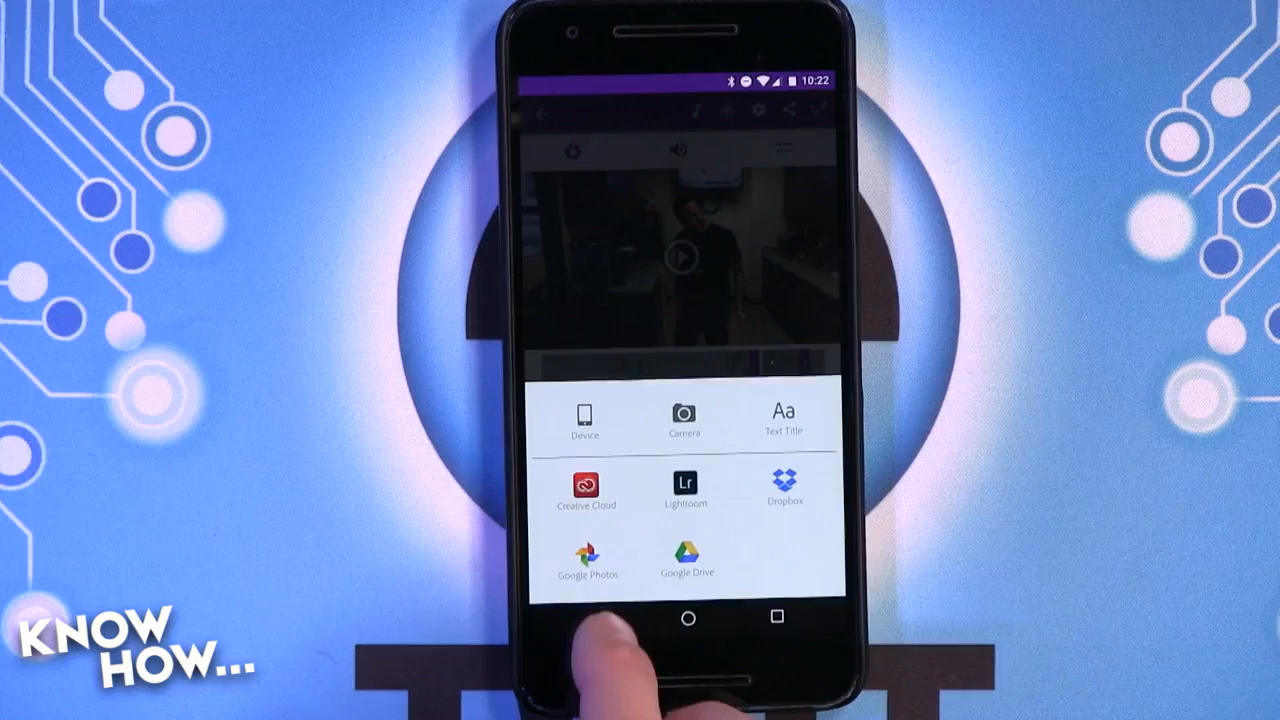 10:22
Device
Camera
Aa
Text Title
Creative Cloud
Lr
Lightroom
Dropbox
Google Photos
Google Drive
KNOW
HOW...